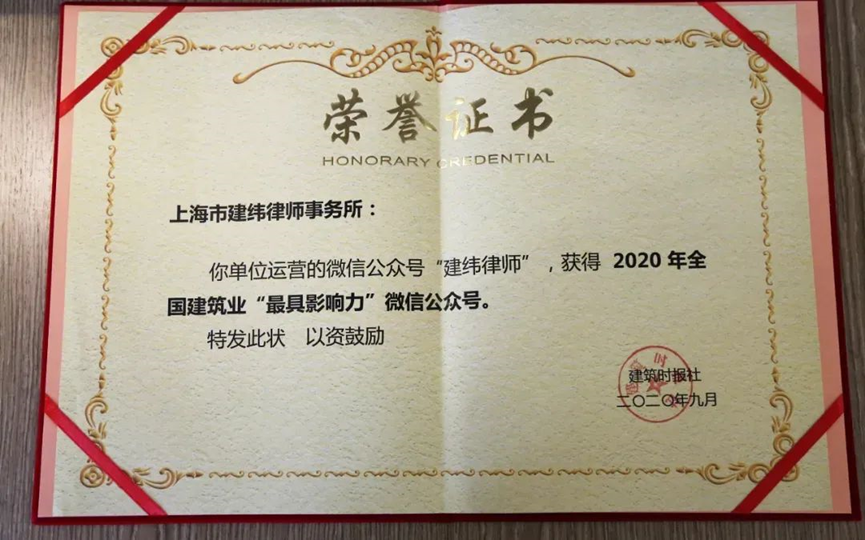 荣誉证书
HONORARY CREDENTIAL
上海市建纬律师事务所：
你单位运营的微信公众号“建纬律师”，获得 2020 年全
国建筑业“最具影响力”微信公众号。
特发此状 以资鼓励
建筑时报社
二〇二〇年九月